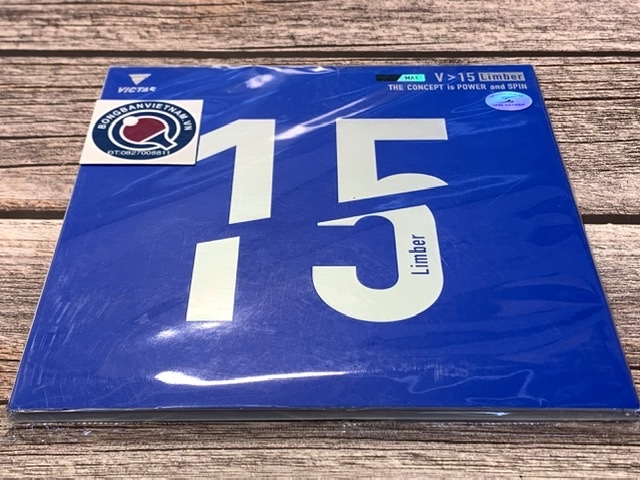 VICTAS
MAX
V>15 Limber
THE CONCEPT is POWER and SPIN
BONGBANVIETNAM.VN
ĐT:0827008811
15
Limber